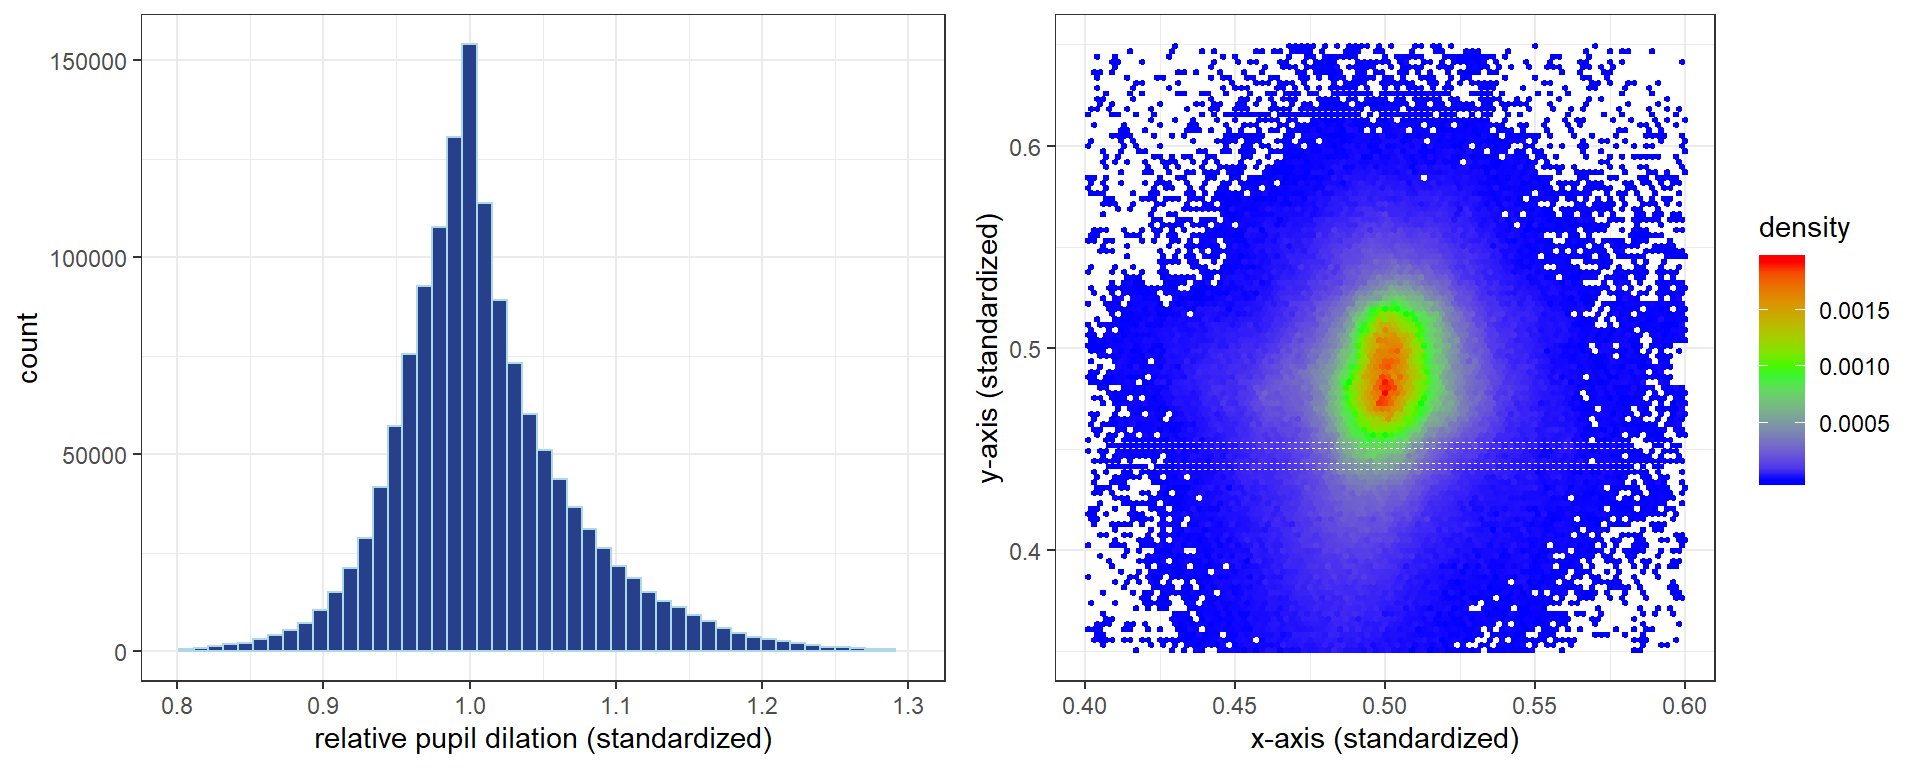 150000
100000
50000
0
count
0.8 0.9 1.0 1.1 1.2 1.3
relative pupil dilation (standardized)
0.6
0.5
0.4
y-axis (standardized)
0.40 0.45 0.50 0.55 0.60
x-axis (standardized)
density
0.0015
0.0010
0.0005